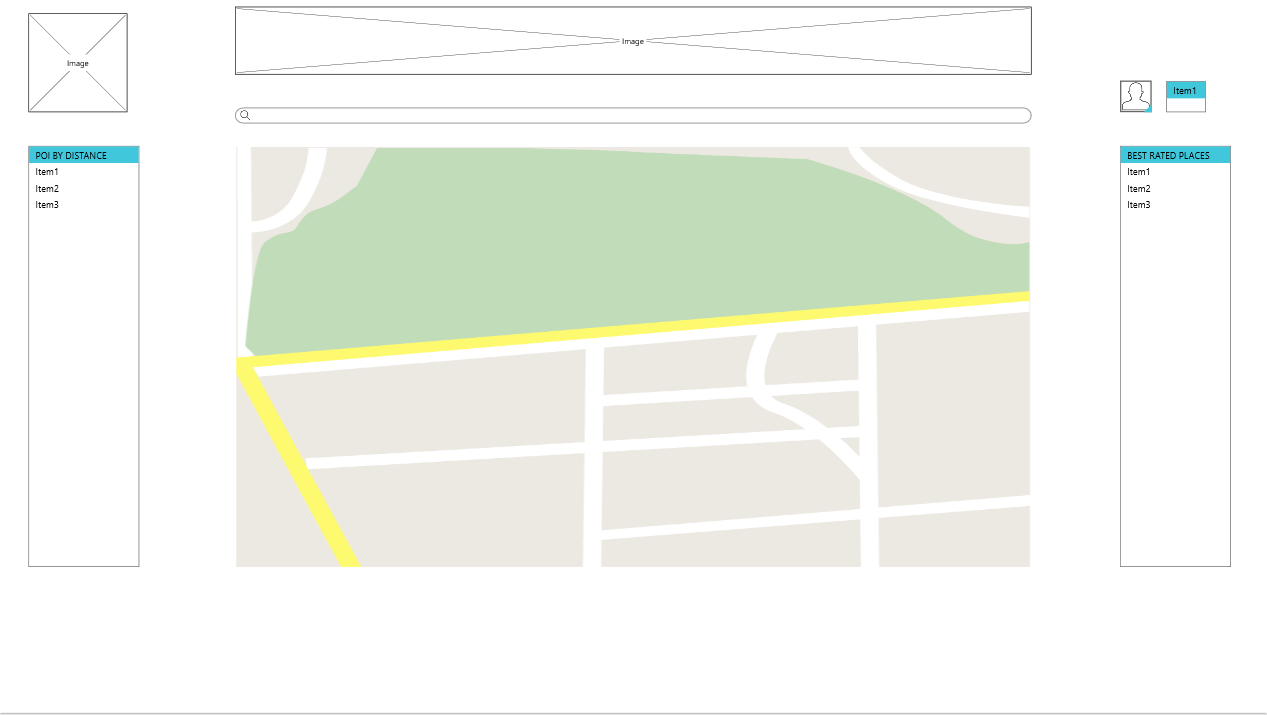 Image
Image
Item1
POI BY DISTANCE
Item1
Item2
Item3
BEST RATED PLACES
Item1
Item2
Item3